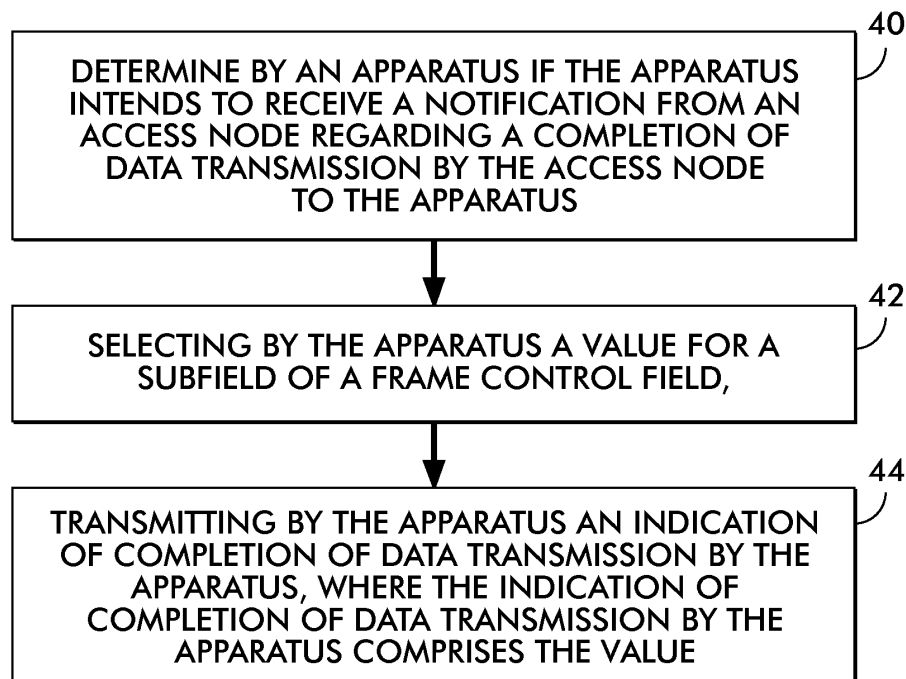 40
DETERMINE BY AN APPARATUS IF THE APPARATUS
INTENDS TO RECEIVE A NOTIFICATION FROM AN
ACCESS NODE REGARDING A COMPLETION OF
DATA TRANSMISSION BY THE ACCESS NODE
TO THE APPARATUS
42
SELECTING BY THE APPARATUS A VALUE FOR A
SUBFIELD OF A FRAME CONTROL FIELD,
44
TRANSMITTING BY THE APPARATUS AN INDICATION
OF COMPLETION OF DATA TRANSMISSION BY THE
APPARATUS, WHERE THE INDICATION OF
COMPLETION OF DATA TRANSMISSION BY THE
APPARATUS COMPRISES THE VALUE